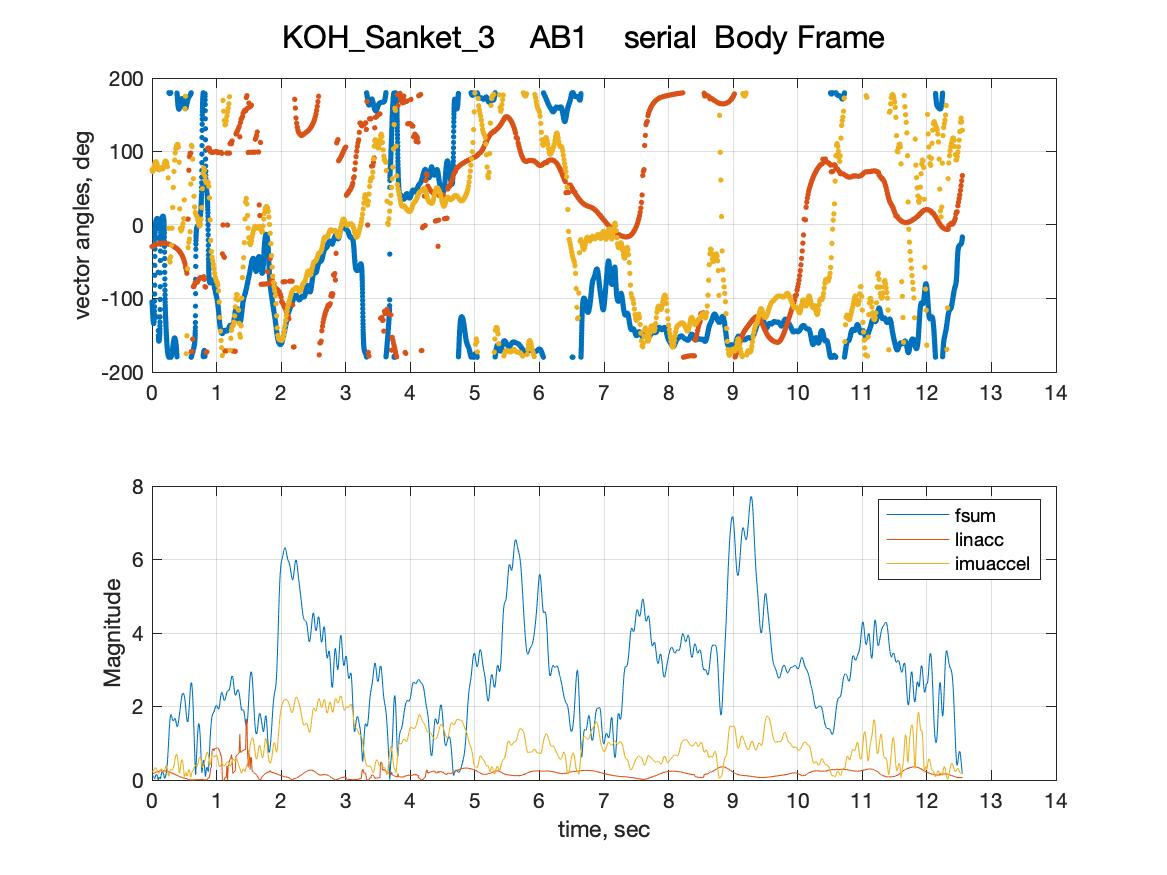 KOH_Sanket_3 AB1 serial Body Frame
200
100
0
-100
-200
vector angles, deg
0 1 2 3 4 5 6 7 8 9 10 11 12 13 14
8
6
4
2
0
Magnitude
fsum
linacc
imuaccel
0 1 2 3 4 5 6 7 8 9 10 11 12 13 14
time, sec